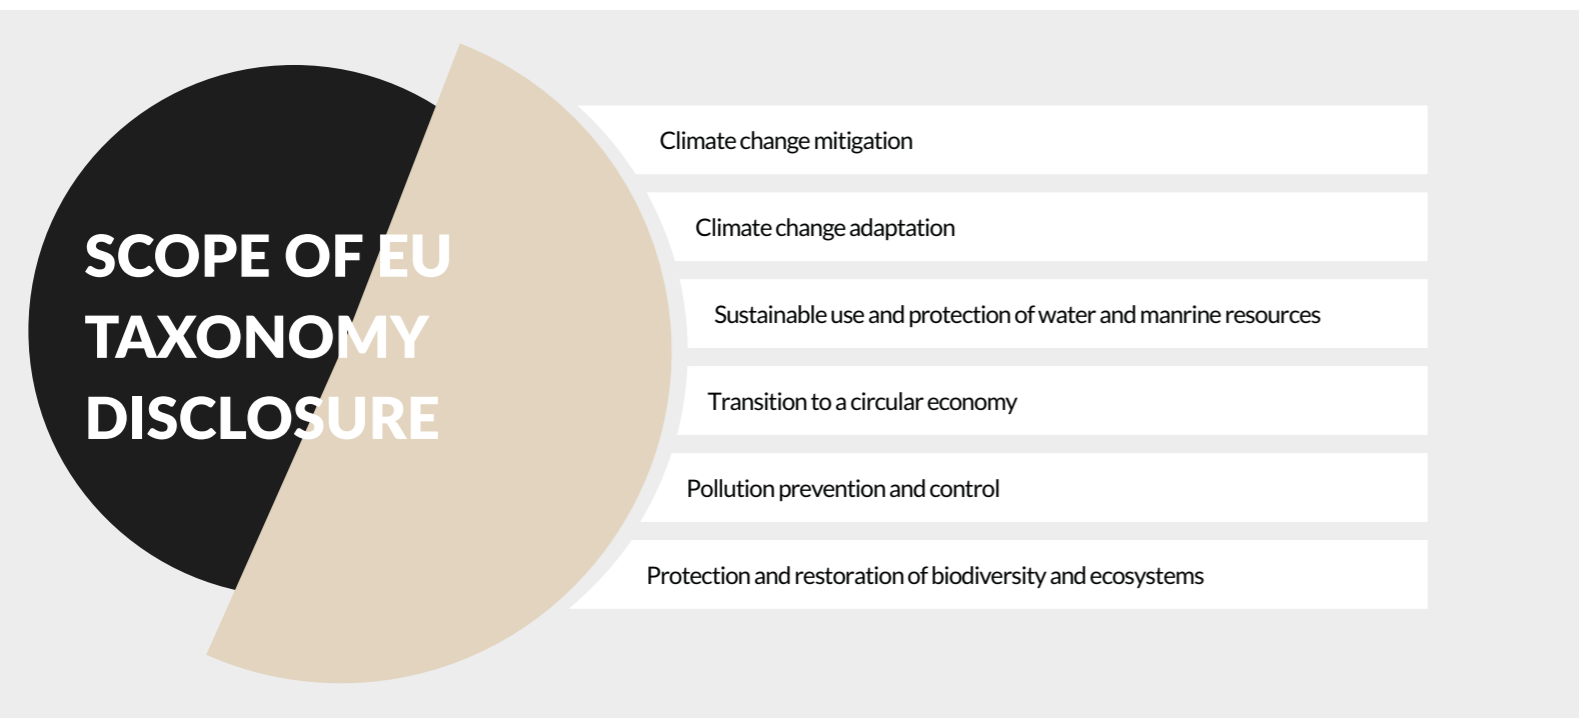 SCOPE OF EU
TAXONOMY
DISCLOSURE
Climate change mitigation
Climate change adaptation
Sustainable use and protection of water and manrine resources
Transition to a circular economy
Pollution prevention and control
Protection and restoration of biodiversity and ecosystems